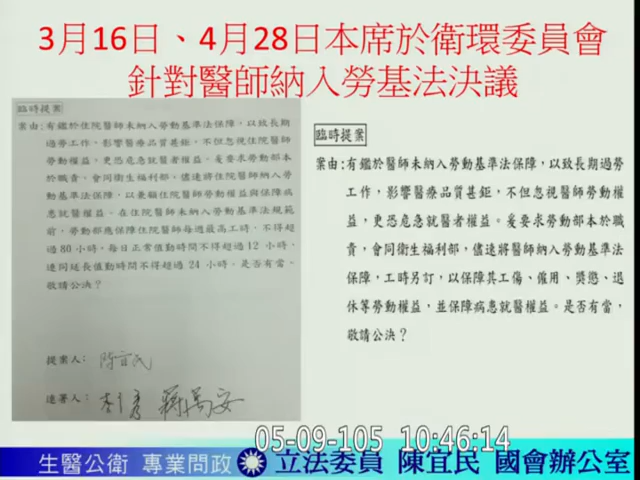 3月16日、4月28日本席於衛環委員會
針對醫師納入勞基法決議
臨時提案
案由:有鑑於住院醫師未納入勞動基準法保障,以致長期
過勞工作,影響醫療品質甚鉅,不但忽視住院醫師
勞動權益,更恐危急就醫者權益。爰要求勞動部本
於職責,會同衛生福利部,儘速將住院醫師納入勞
動基準法保障,以兼顧住院醫師勞動權益與保障病
患就醫權益。在住院醫師未納入勞動基準法規範
前,勞動部應保障住院醫師每週最高工時,不得超
過80小時,每日正常值勤時間不得超過12小時,
連同延長值勤時間不得超過24小時。是否有當,
敬請公決?
提案人:陳宜民
連署人:蔣萬安
臨時提案
案由:有鑑於醫師未納入勞動基準法保障,以致長期過勞
工作,影響醫療品質甚鉅,不但忽視醫師勞動權
益,更恐危急就醫者權益。爰要求勞動部本於職
責,會同衛生福利部,儘速將醫師納入勞動基準法
保障,工時另訂,以保障其工傷、僱用、獎懲、退
休等勞動權益,並保障病患就醫權益。是否有當,
敬請公決?
05-09-105 10:46:14
生醫公衛 專業問政 立法委員 陳宜民 國會辦公室